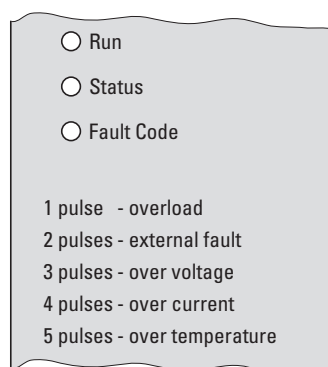 Run
Status
Fault Code
1 pulse - overload
2 pulses - external fault
3 pulses - over voltage
4 pulses - over current
5 pulses - over temperature